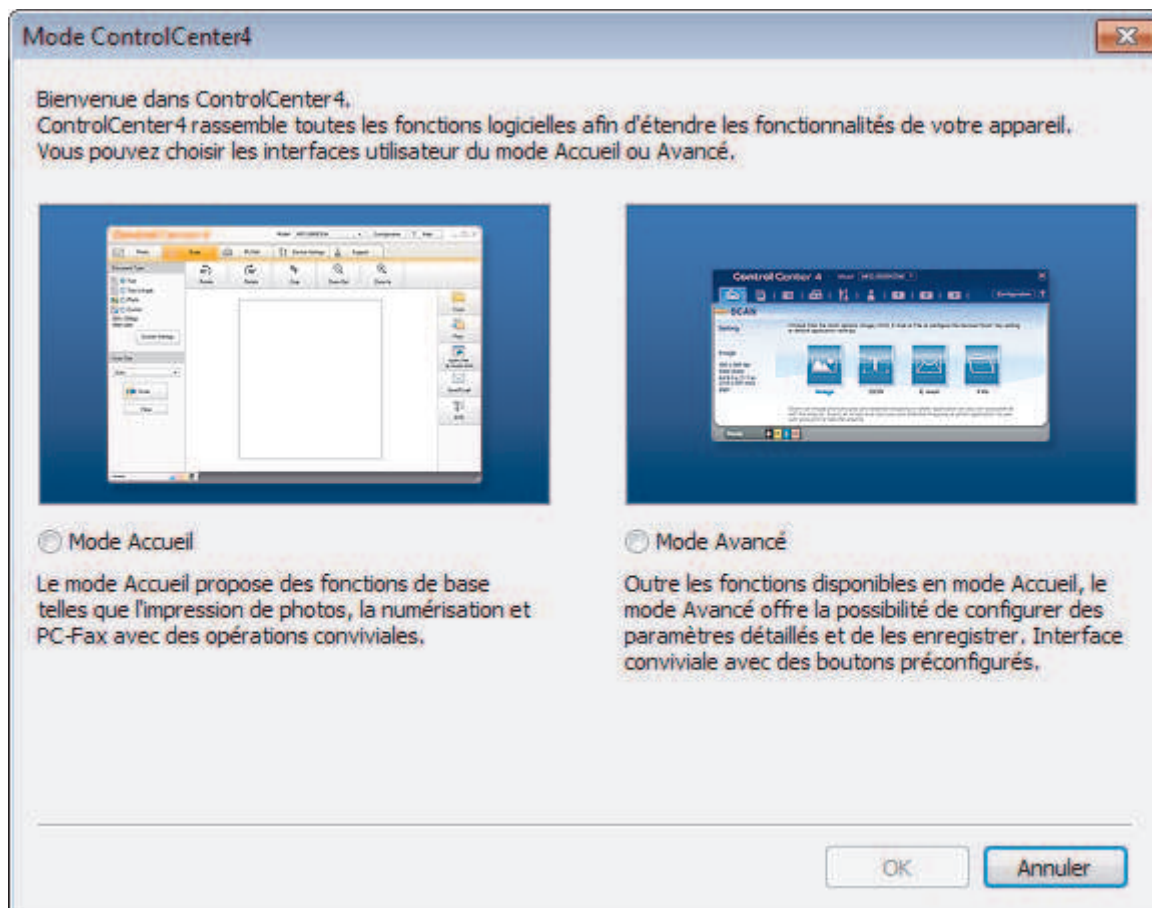 Mode ControlCenter4
Bienvenue dans ControlCenter4.
ControlCenter4 rassemble toutes les fonctions logicielles afin d'étendre les fonctionnalités de votre appareil.
Vous pouvez choisir les interfaces utilisateur du mode Accueil ou Avancé.
Control Center 4
SCAN
Image
Mode Accueil
Le mode Accueil propose des fonctions de base
telles que l'impression de photos, la numérisation et
PC-Fax avec des opérations conviviales.
Mode Avancé
Outre les fonctions disponibles en mode Accueil, le
mode Avancé offre la possibilité de configurer des
paramètres détaillés et de les enregistrer. Interface
conviviale avec des boutons préconfigurés.
OK
Annuler